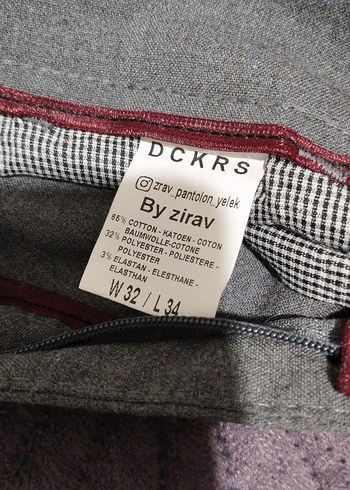 DCKRS
zrav_pantolon_yelek
By zirav
66% COTTON - KATOEN - COTON
BAUMVOLLE-COTONE
32% POLYESTER - POLIESTERE -
POLYESTER
3% ELASTAN - ELESTHANE -
ELASTHAN
W 32 / L 34